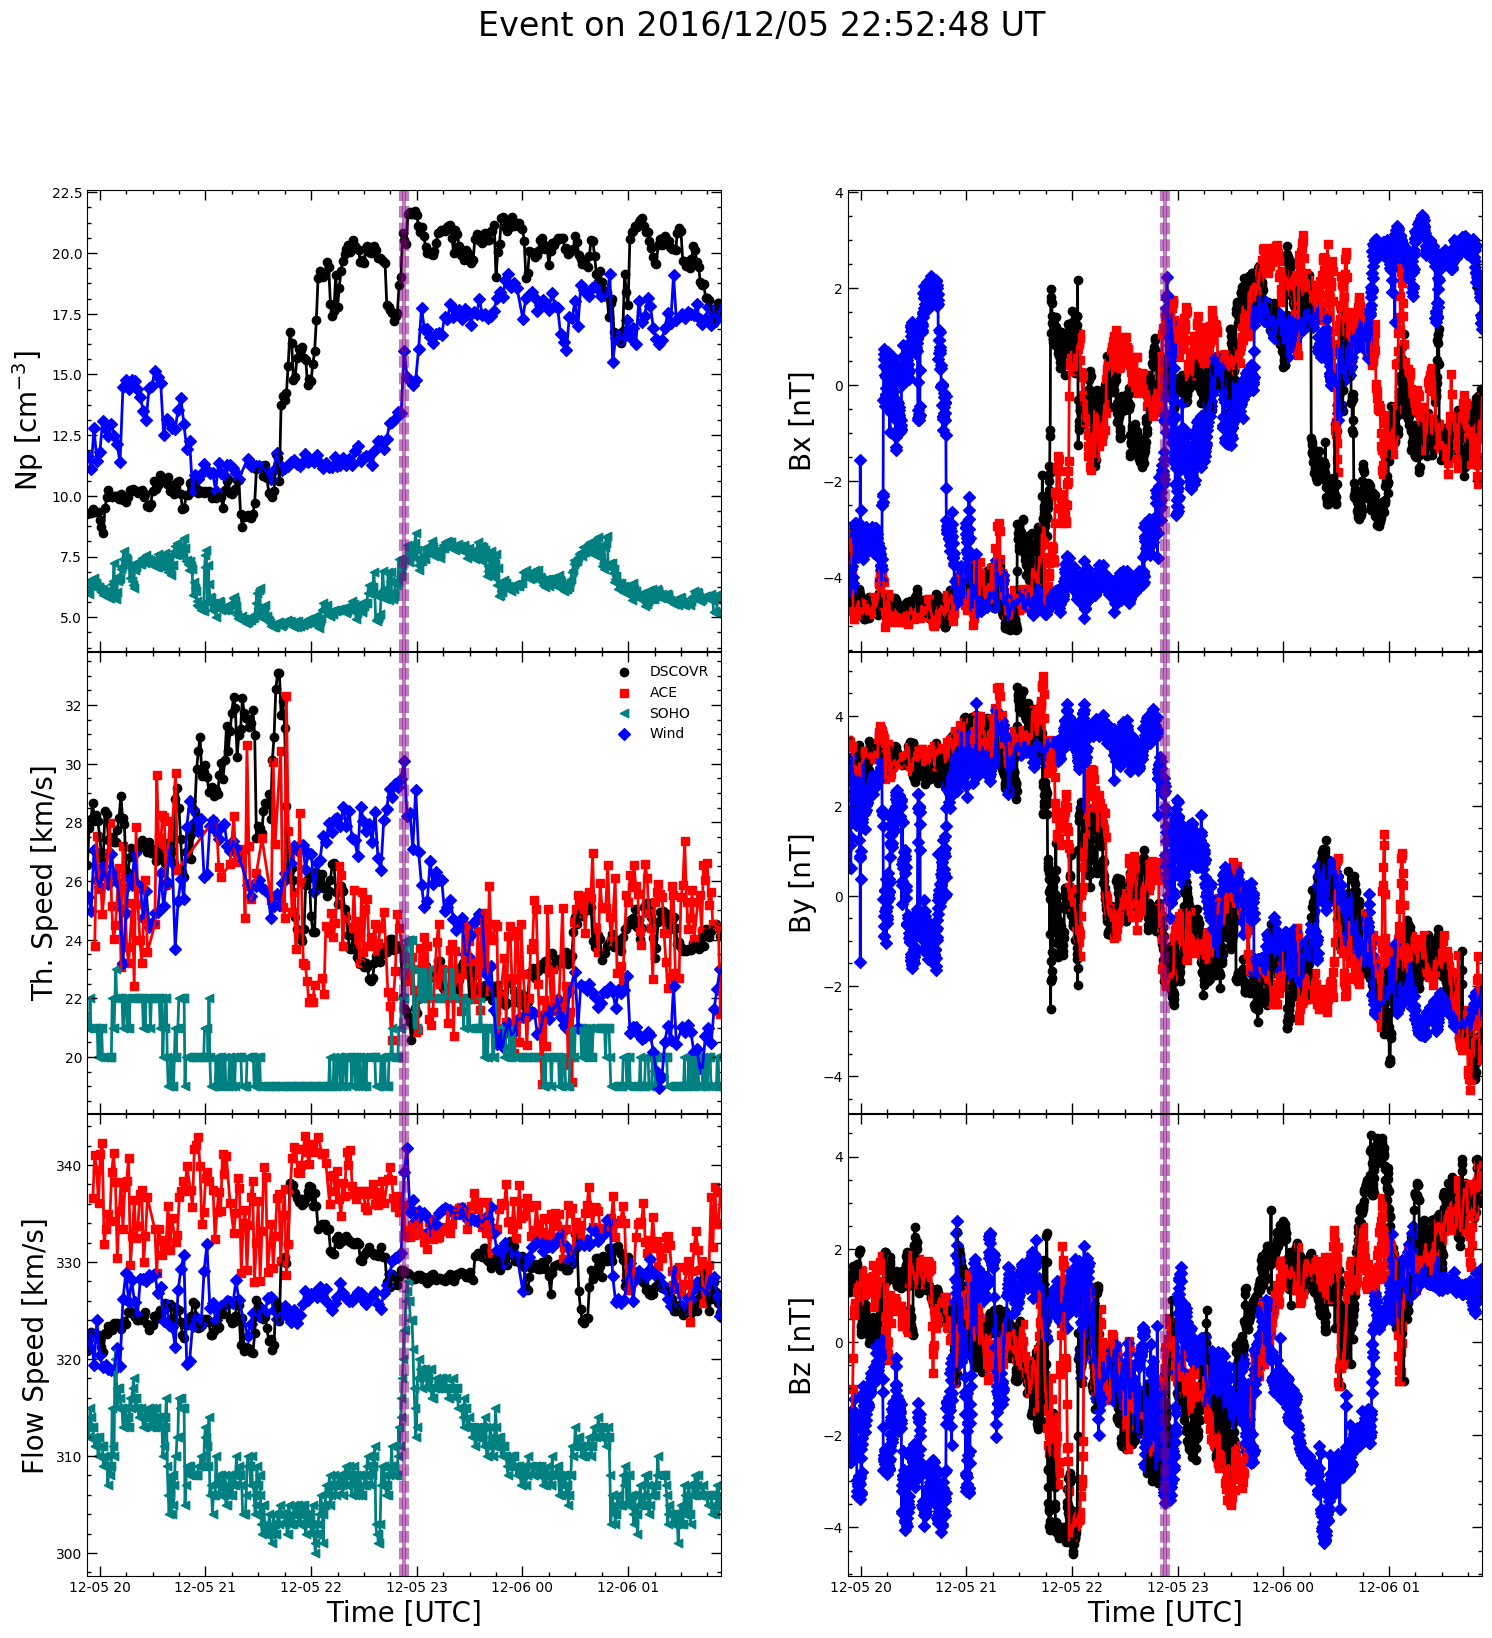 Event on 2016/12/05 22:52:48 UT
22.5
20.0
17.5
15.0
12.5
10.0
7.5
5.0
Np [cm⁻³]
4
2
0
−2
−4
Bx [nT]
32
30
28
26
24
22
20
Th. Speed [km/s]
DSCOVR
ACE
SOHO
Wind
4
2
0
−2
−4
By [nT]
340
330
320
310
300
Flow Speed [km/s]
12-05 20 12-05 21 12-05 22 12-05 23 12-06 00 12-06 01
Time [UTC]
4
2
0
−2
−4
Bz [nT]
12-05 20 12-05 21 12-05 22 12-05 23 12-06 00 12-06 01
Time [UTC]